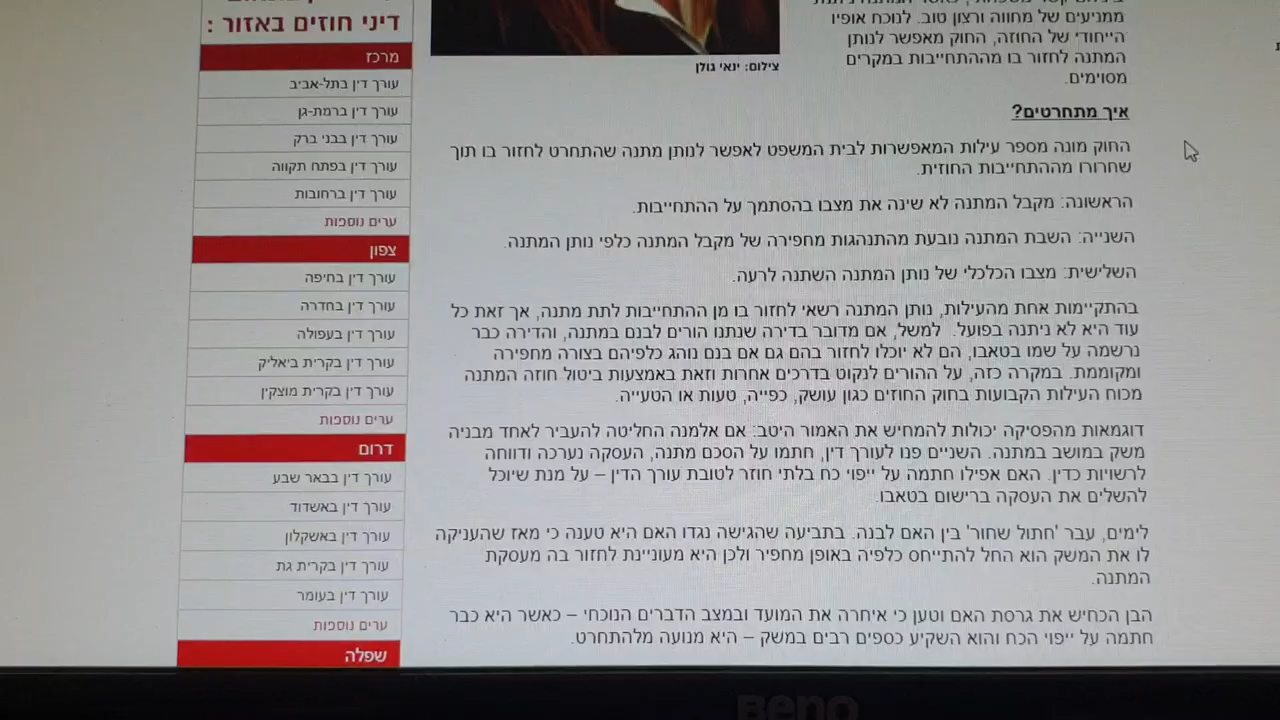 ממניעים של מחווה ורצון טוב. לנוכח אופיו
הייחודי של החוזה, החוק מאפשר לנותן
המתנה לחזור בו מההתחייבות במקרים
מסוימים.
צילום: ינאי גולן
איך מתחרטים?
החוק מונה מספר עילות המאפשרות לבית המשפט לאפשר לנותן מתנה שהתחרט לחזור בו תוך
שחרורו מההתחייבות החוזית.
הראשונה: מקבל המתנה לא שינה את מצבו בהסתמך על ההתחייבות.
השנייה: השבת המתנה נובעת מהתנהגות מחפירה של מקבל המתנה כלפי נותן המתנה.
השלישית: מצבו הכלכלי של נותן המתנה השתנה לרעה.
בהתקיימות אחת מהעילות, נותן המתנה רשאי לחזור בו מן ההתחייבות לתת מתנה, אך זאת כל
עוד היא לא ניתנה בפועל. למשל, אם מדובר בדירה שנתנו הורים לבנם במתנה, והדירה כבר
נרשמה על שמו בטאבו, הם לא יוכלו לחזור בהם גם אם בנם נוהג כלפיהם בצורה מחפירה
ומקוממת. במקרה כזה, על ההורים לנקוט בדרכים אחרות וזאת באמצעות ביטול חוזה המתנה
מכוח העילות הקבועות בחוק החוזים כגון עושק, כפייה, טעות או הטעייה.
דוגמאות מהפסיקה יכולות להמחיש את האמור היטב: אם אלמנה החליטה להעביר לאחד מבניה
משק במושב במתנה. השניים פנו לעורך דין, חתמו על הסכם מתנה, העסקה נערכה ודווחה
לרשויות כדין. האם אפילו חתמה על ייפוי כח בלתי חוזר לטובת עורך הדין – על מנת שיוכל
להשלים את העסקה ברישום בטאבו.
לימים, עבר 'חתול שחור' בין האם לבנה. בתביעה שהגישה נגדו האם היא טענה כי מאז שהעניקה
לו את המשק הוא החל להתייחס כלפיה באופן מחפיר ולכן היא מעוניינת לחזור בה מעסקת
המתנה.
הבן הכחיש את גרסת האם וטען כי איחרה את המועד ובמצב הדברים הנוכחי – כאשר היא כבר
חתמה על ייפוי הכח והוא השקיע כספים רבים במשק – היא מנועה מלהתחרט.
דיני חוזים באזור :
מרכז
עורך דין בתל-אביב
עורך דין ברמת-גן
עורך דין בבני ברק
עורך דין בפתח תקווה
עורך דין ברחובות
ערים נוספות
צפון
עורך דין בחיפה
עורך דין בחדרה
עורך דין בעפולה
עורך דין בקרית ביאליק
עורך דין בקרית מוצקין
ערים נוספות
דרום
עורך דין בבאר שבע
עורך דין באשדוד
עורך דין באשקלון
עורך דין בקרית גת
עורך דין בעומר
ערים נוספות
שפלה
BenQ